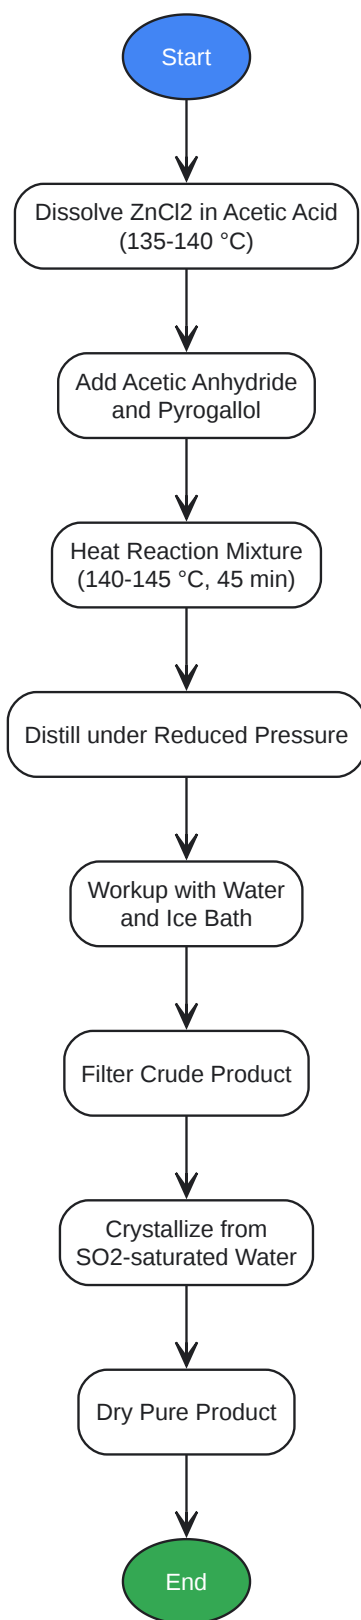 Start
Dissolve ZnCl2 in Acetic Acid
(135-140 °C)
Add Acetic Anhydride
and Pyrogallol
Heat Reaction Mixture
(140-145 °C, 45 min)
Distill under Reduced Pressure
Workup with Water
and Ice Bath
Filter Crude Product
Crystallize from
SO2-saturated Water
Dry Pure Product
End